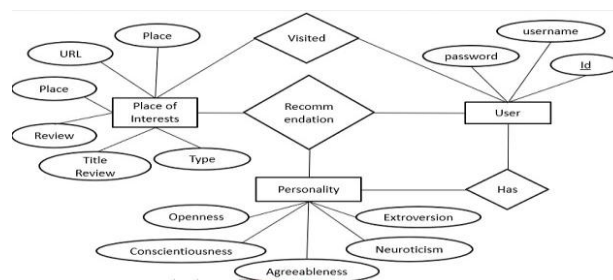 Place
Visited
username
URL
password
Id
Place
Place of
Interests
Recomm
endation
User
Review
Title
Review
Type
Personality
Has
Openness
Extroversion
Conscientiousness
Neuroticism
Agreeableness